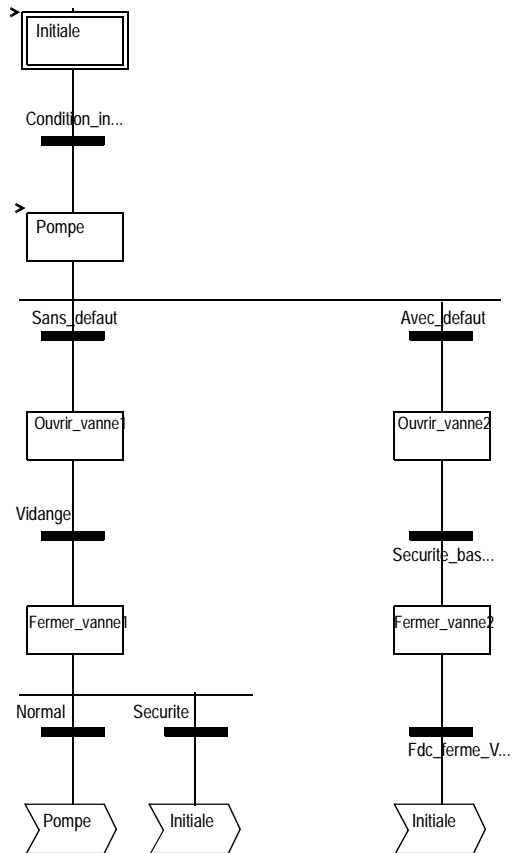 Initiale
Condition_in...
Pompe
Sans_defaut
Avec_defaut
Ouvrir_vanne1
Ouvrir_vanne2
Vidange
Securite_bas...
Fermer_vanne1
Fermer_vanne2
Normal
Securite
Fdc_ferme_V...
Pompe
Initiale
Initiale